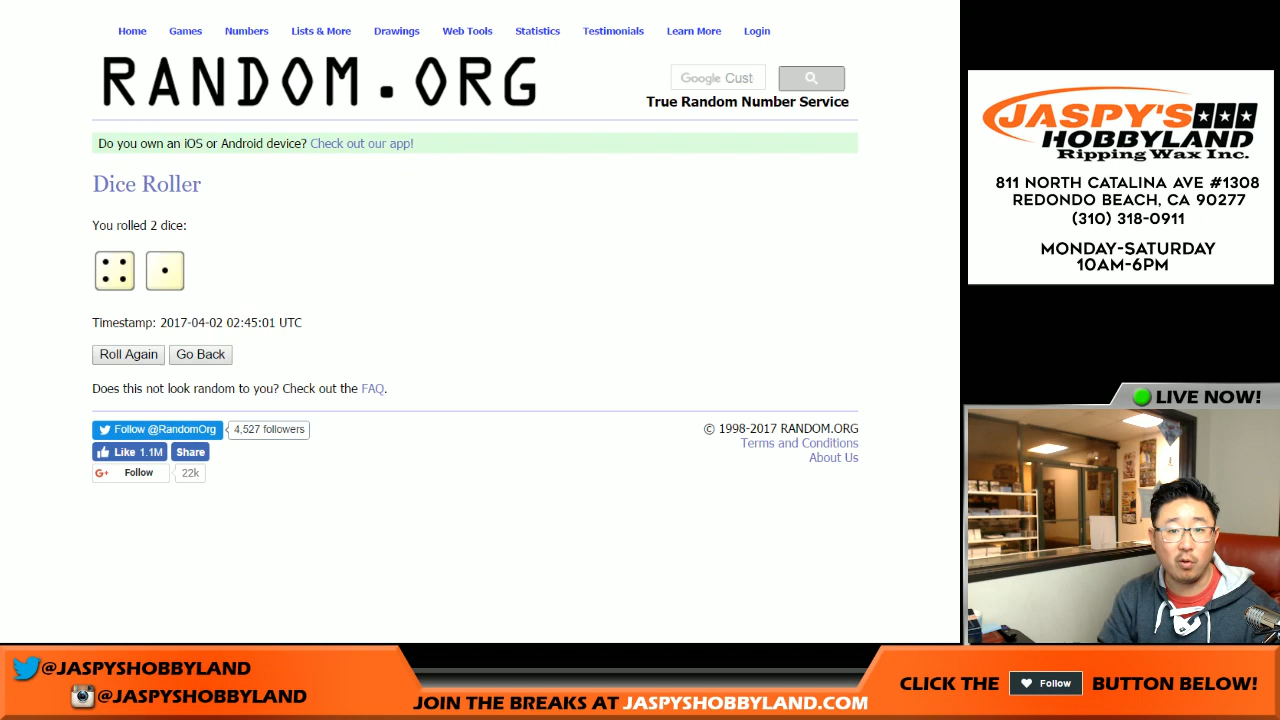 Home Games Numbers Lists & More Drawings Web Tools Statistics Testimonials Learn More Login
RANDOM.ORG
Google Cust
True Random Number Service
Do you own an iOS or Android device? Check out our app!
Dice Roller
You rolled 2 dice:
Timestamp: 2017-04-02 02:45:01 UTC
Roll Again Go Back
Does this not look random to you? Check out the FAQ.
Follow @RandomOrg 4,527 followers
Like 1.1M Share
G+ Follow 22k
© 1998-2017 RANDOM.ORG
Terms and Conditions
About Us
JASPY'S
HOBBYLAND
Ripping Wax Inc.
811 NORTH CATALINA AVE #1308
REDONDO BEACH, CA 90277
(310) 318-0911
MONDAY-SATURDAY
10AM-6PM
LIVE NOW!
@JASPYSHOBBYLAND
@JASPYSHOBBYLAND
JOIN THE BREAKS AT JASPYSHOBBYLAND.COM
CLICK THE Follow BUTTON BELOW!